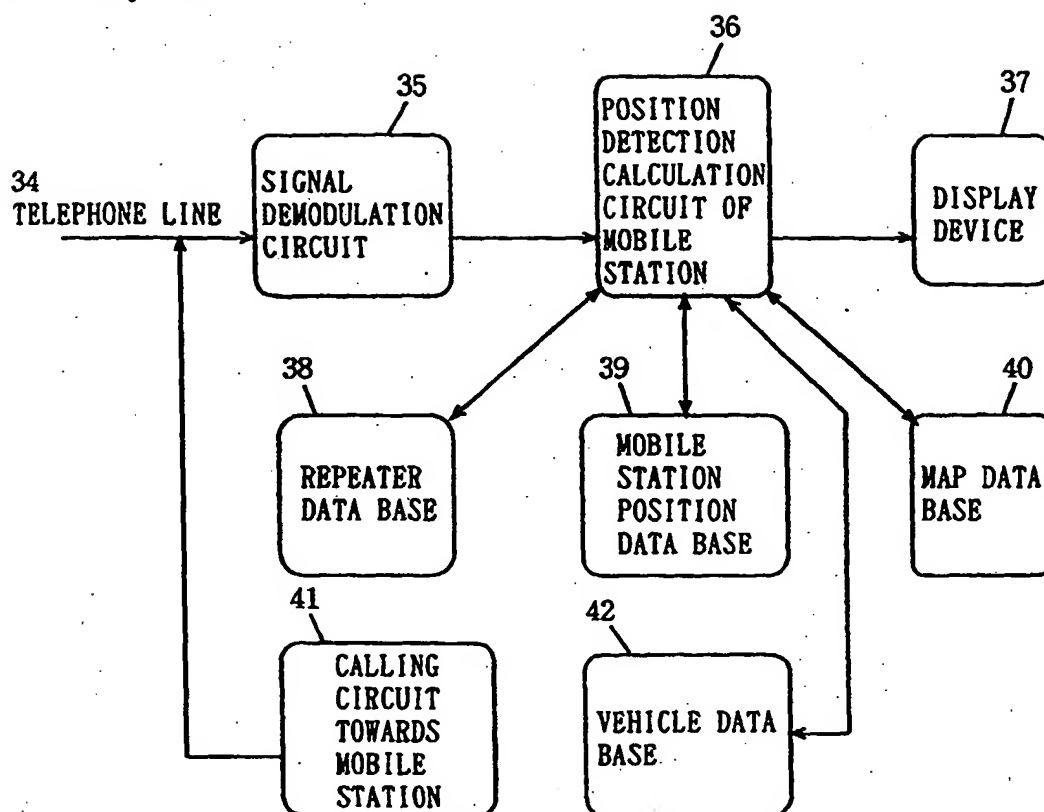 36
35
37
POSITION
DETECTION
CALCULATION
CIRCUIT OF
MOBILE
STATION
34
TELEPHONE LINE
SIGNAL
DEMODULATION
CIRCUIT
DISPLAY
DEVICE
38
39
40
REPEATER
DATA BASE
MOBILE
STATION
POSITION
DATA BASE
MAP DATA
BASE
41
42
CALLING
CIRCUIT
TOWARDS
MOBILE
STATION
VEHICLE DATA
BASE